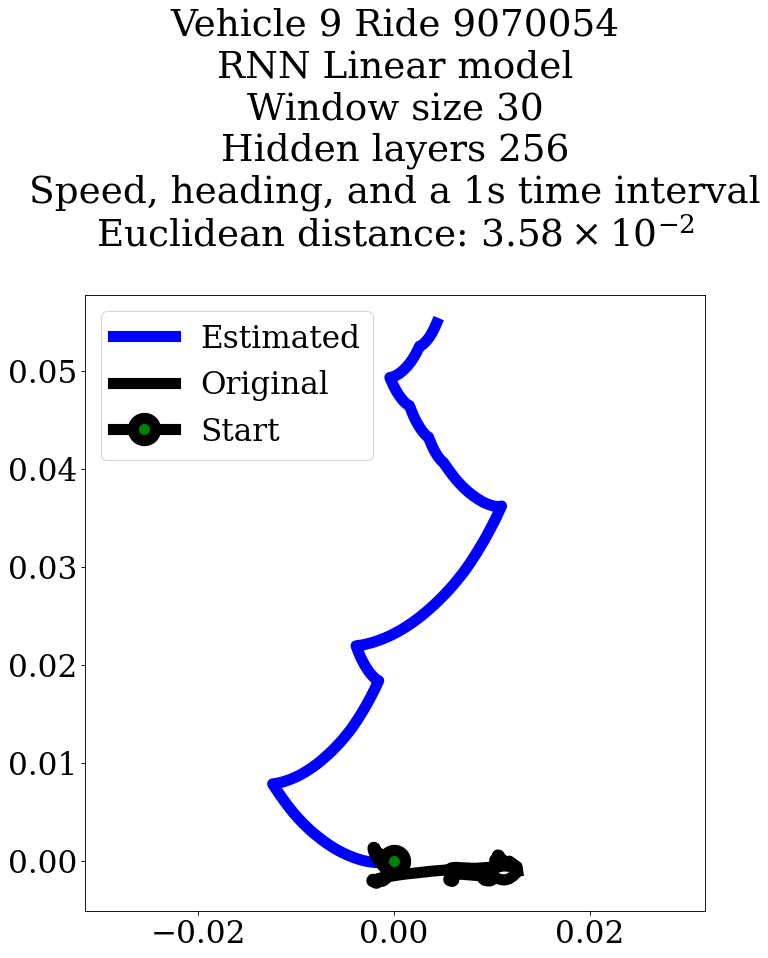 Vehicle 9 Ride 9070054
RNN Linear model
Window size 30
Hidden layers 256
Speed, heading, and a 1s time interval
Euclidean distance: 3.58 × 10⁻²
Estimated
Original
Start
0.05
0.04
0.03
0.02
0.01
0.00
−0.02 0.00 0.02